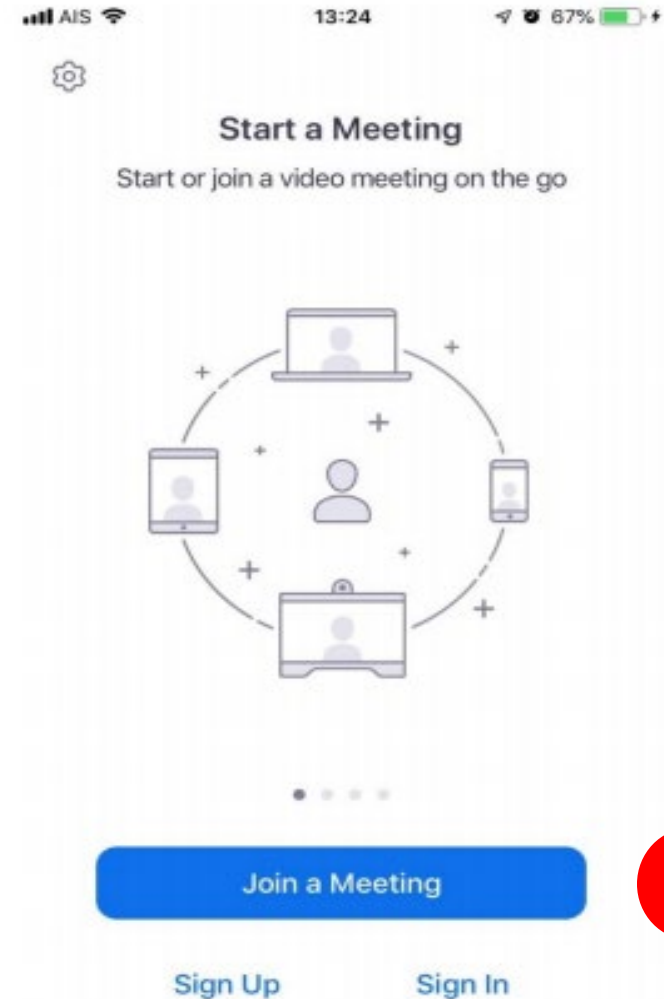 AIS 13:24 67%
Start a Meeting
Start or join a video meeting on the go
Join a Meeting
Sign Up Sign In